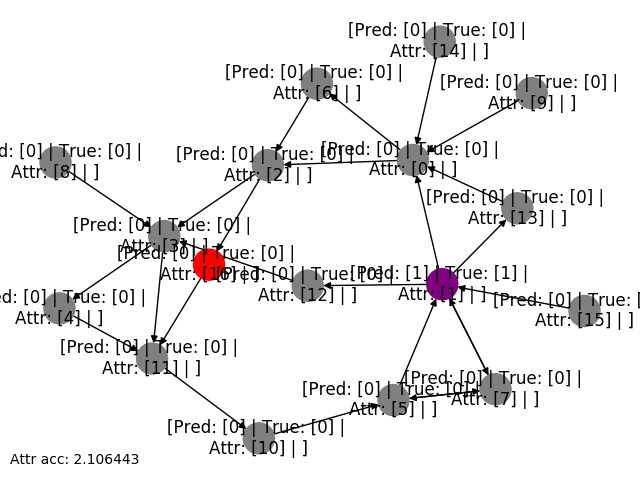 [Pred: [0] | True: [0] |
Attr: [14] | ]
[Pred: [0] | True: [0] |
Attr: [6] | ]
[Pred: [0] | True: [0] |
Attr: [9] | ]
d: [0] | True: [0] |
Attr: [8] | ]
[Pred: [0] | True: [0] |
Attr: [2] | ]
[Pred: [0] | True: [0] |
Attr: [0] | ]
[Pred: [0] | True: [0] |
Attr: [13] | ]
[Pred: [0] | True: [0] |
Attr: [3] | ]
[Pred: [0] | True: [0] |
Attr: [16] | ]
[Pred: [0] | True: [0] |
Attr: [12] | ]
[Pred: [1] | True: [1] |
Attr: [1] | ]
ed: [0] | True: [0] |
Attr: [4] | ]
[Pred: [0] | True: [
Attr: [15] | ]
[Pred: [0] | True: [0] |
Attr: [11] | ]
[Pred: [0] | True: [0] |
Attr: [7] | ]
[Pred: [0] | True: [0] |
Attr: [5] | ]
[Pred: [0] | True: [0] |
Attr: [10] | ]
Attr acc: 2.106443